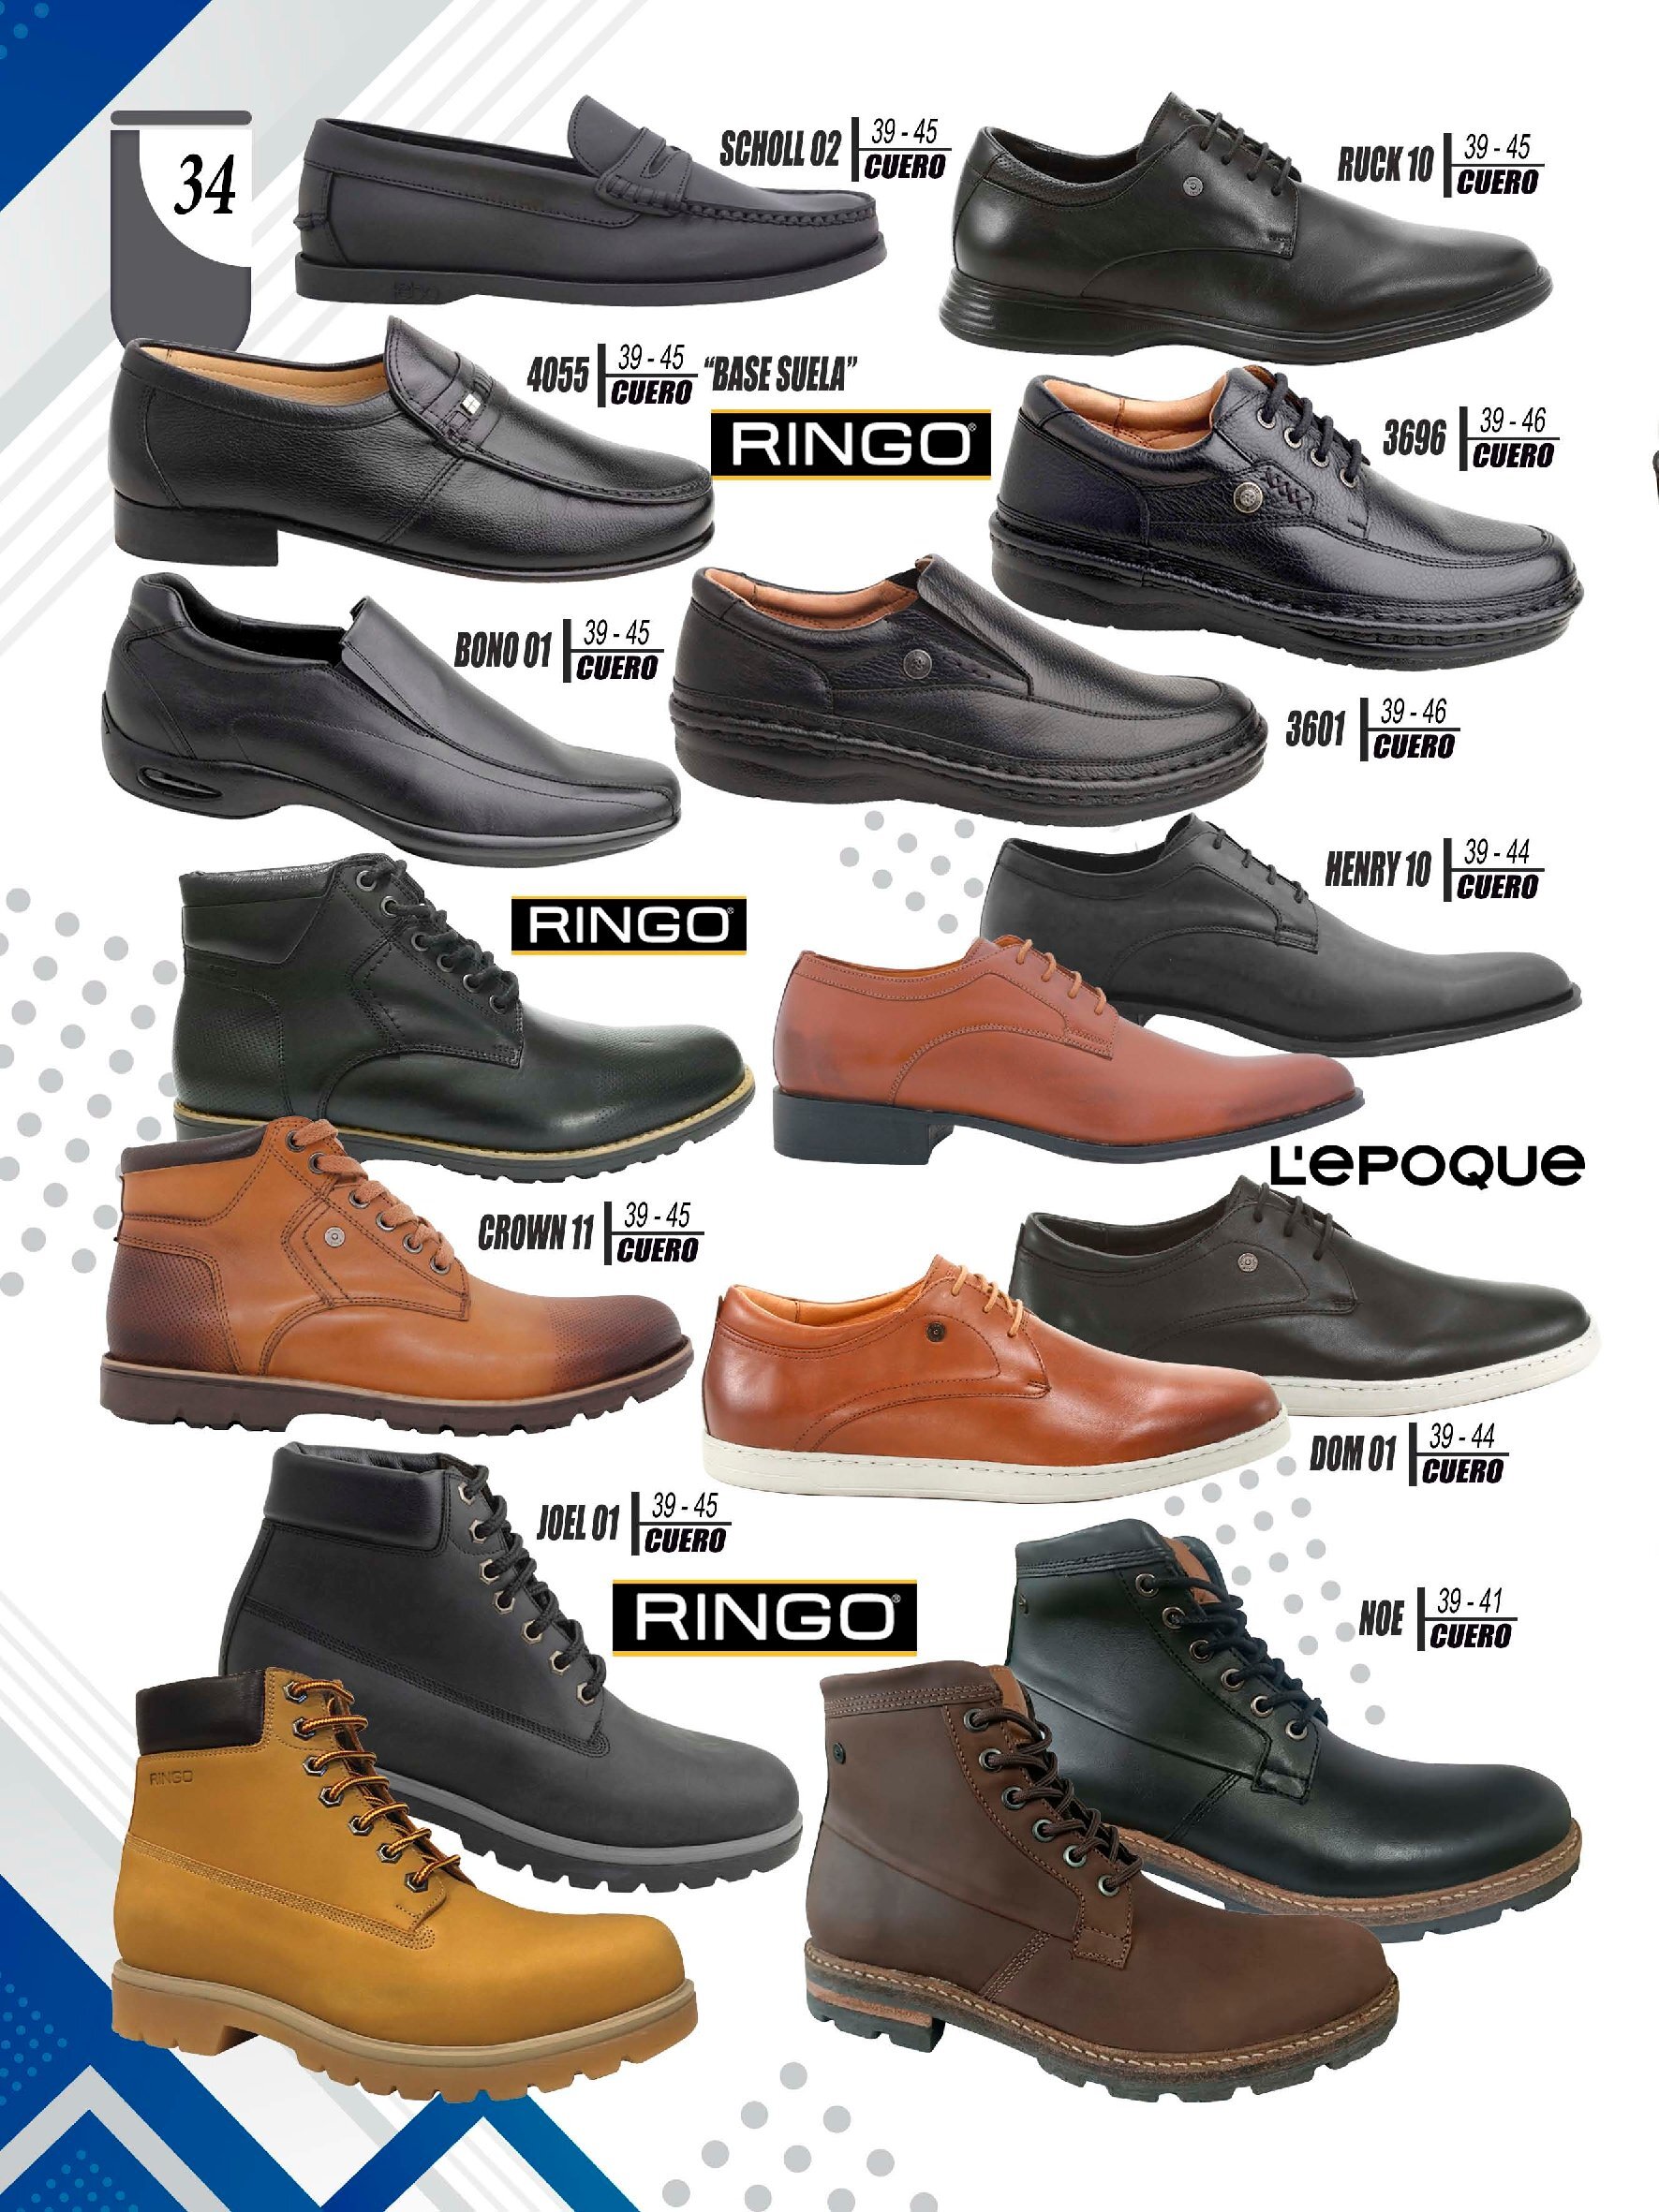 34
SCHOLL 02 39 - 45
CUERO
RUCK 10 39 - 45
CUERO
4055 39 - 45 “BASE SUELA”
CUERO
RINGO®
3696 39 - 46
CUERO
BONO 01 39 - 45
CUERO
3601 39 - 46
CUERO
HENRY 10 39 - 44
CUERO
RINGO®
L'EPOQUE
CROWN 11 39 - 45
CUERO
DOM 01 39 - 44
CUERO
JOEL 01 39 - 45
CUERO
RINGO®
NOE 39 - 41
CUERO
RINGO